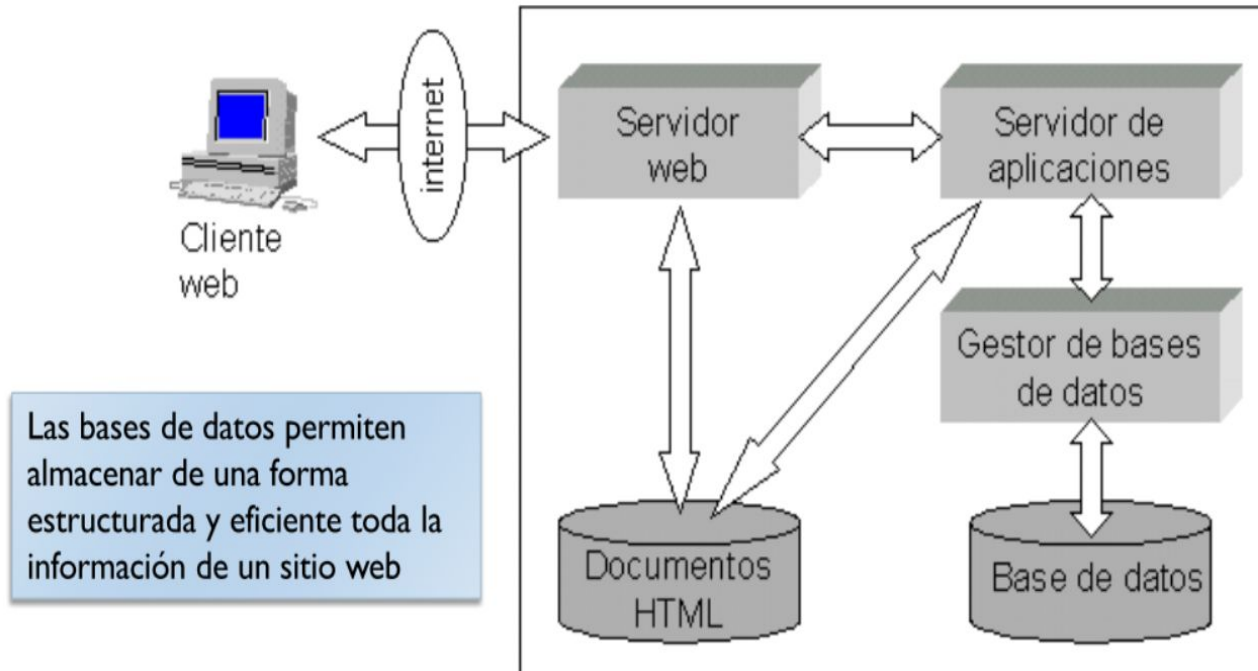 Cliente
web
internet
Servidor
web
Servidor de
aplicaciones
Gestor de bases
de datos
Documentos
HTML
Base de datos
Las bases de datos permiten
almacenar de una forma
estructurada y eficiente toda la
información de un sitio web